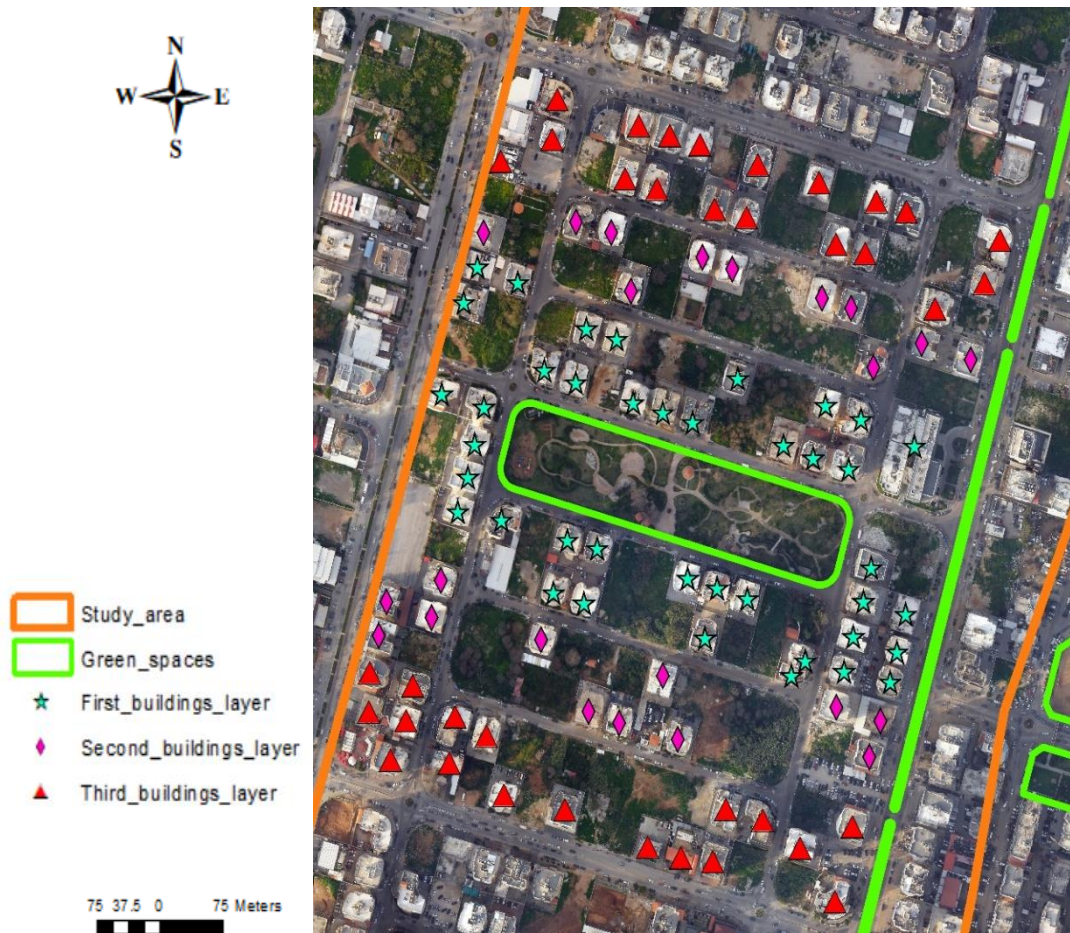 N
W E
S
Study_area
Green_spaces
First_buildings_layer
Second_buildings_layer
Third_buildings_layer
75 37.5 0 75 Meters